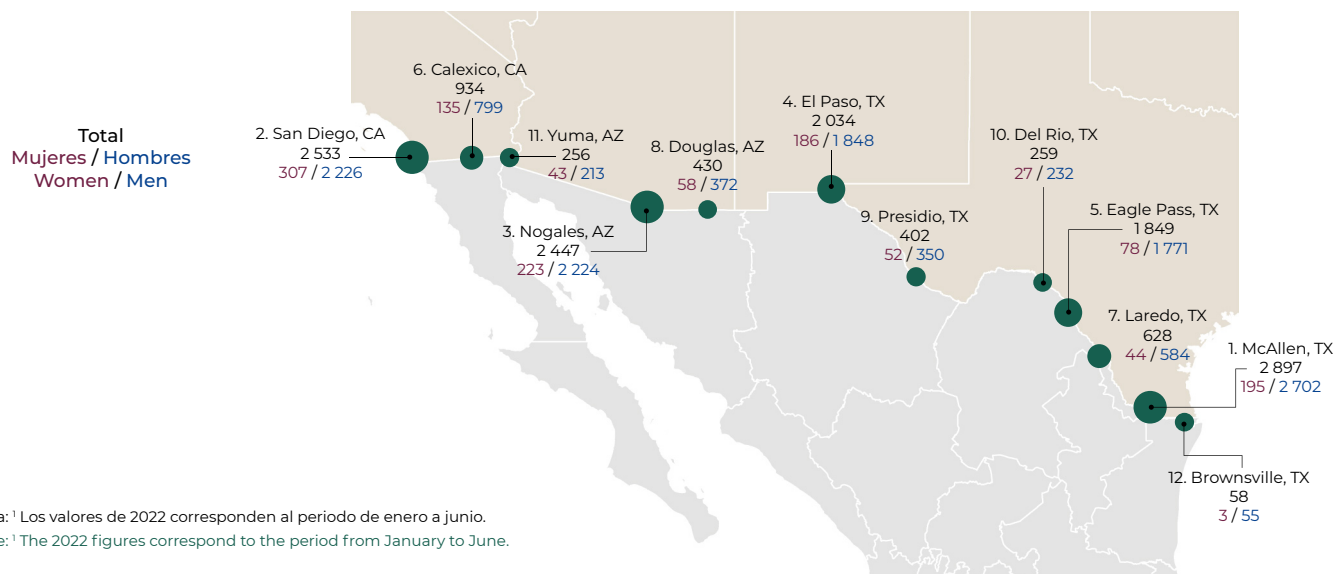 Total
Mujeres / Hombres
Women / Men
2. San Diego, CA
2 533
307 / 2 226
6. Calexico, CA
934
135 / 799
11. Yuma, AZ
256
43 / 213
3. Nogales, AZ
2 447
223 / 2 224
8. Douglas, AZ
430
58 / 372
4. El Paso, TX
2 034
186 / 1 848
9. Presidio, TX
402
52 / 350
10. Del Rio, TX
259
27 / 232
5. Eagle Pass, TX
1 849
78 / 1 771
7. Laredo, TX
628
44 / 584
1. McAllen, TX
2 897
195 / 2 702
12. Brownsville, TX
58
3 / 55
a: ¹ Los valores de 2022 corresponden al periodo de enero a junio.
e: ¹ The 2022 figures correspond to the period from January to June.